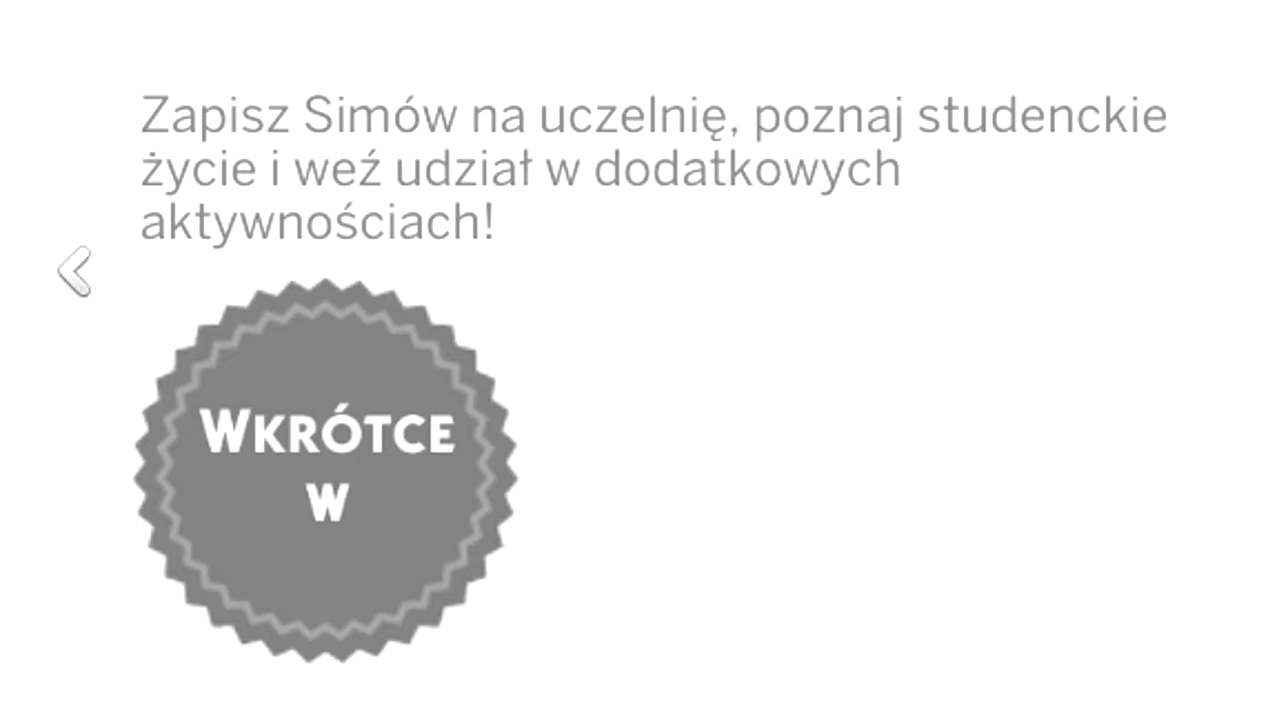 Zapisz Simów na uczelnię, poznaj studenckie
życie i weź udział w dodatkowych
aktywnościach!
WKRÓTCE
W